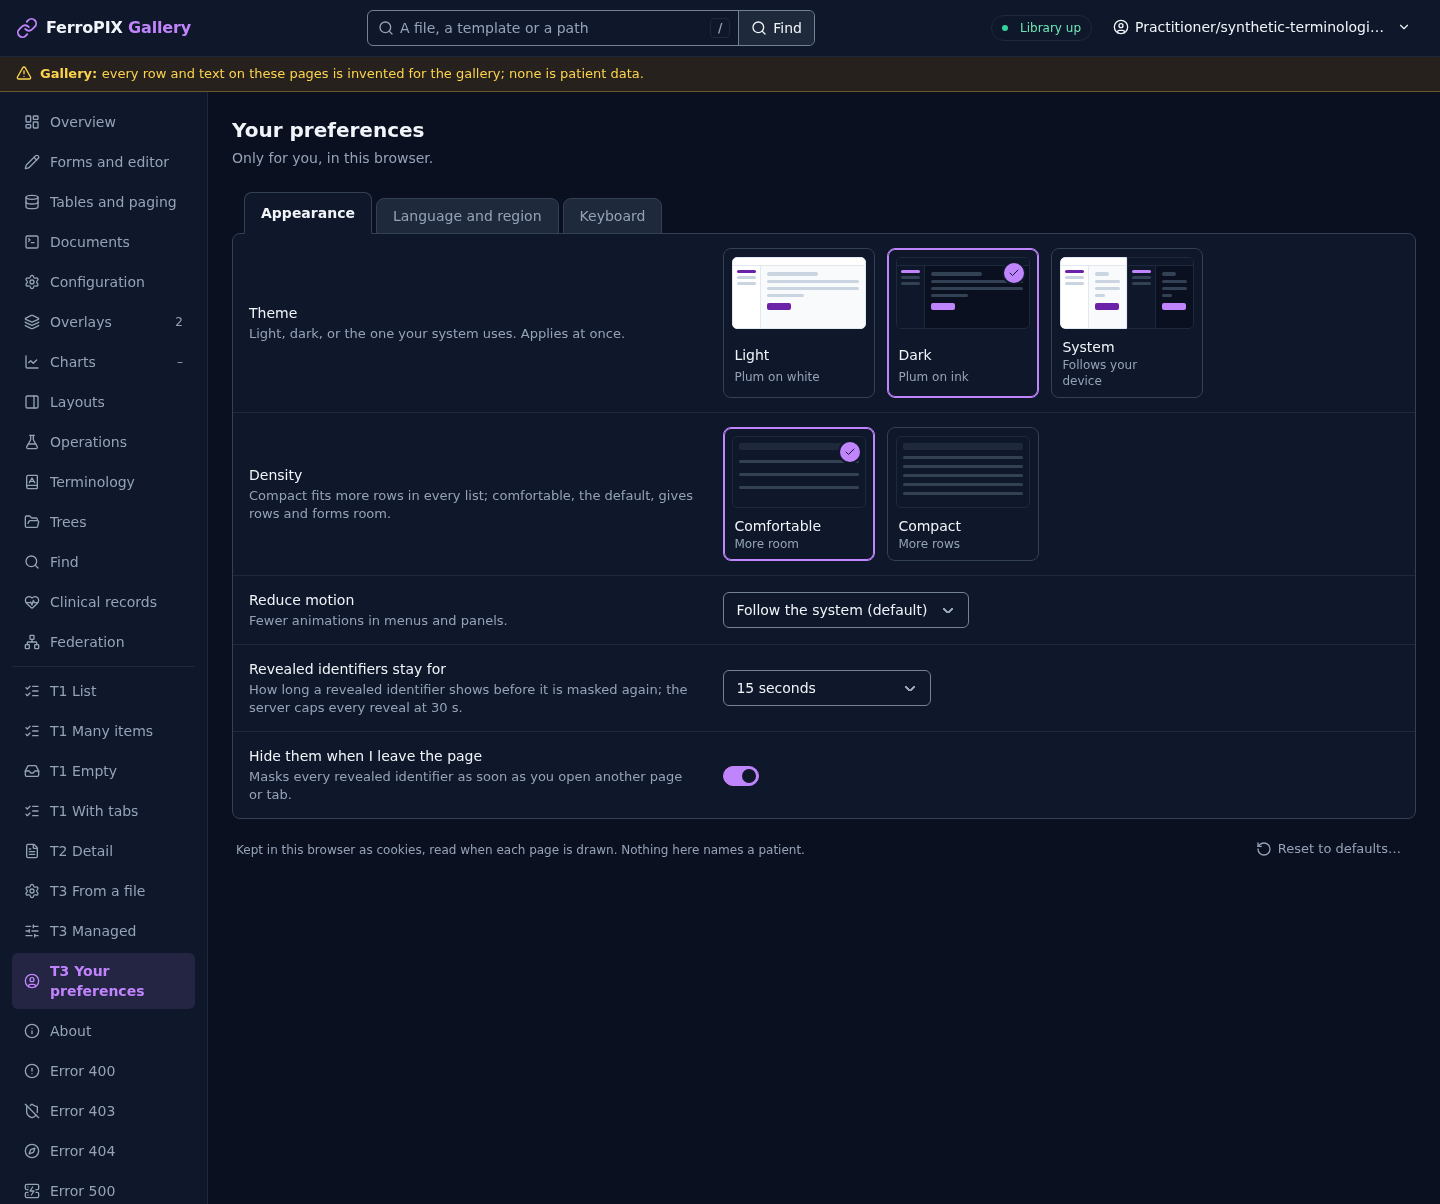 FerroPIX Gallery
A file, a template or a path
/
Find
Library up
Practitioner/synthetic-terminologi...
Gallery: every row and text on these pages is invented for the gallery; none is patient data.
Overview
Forms and editor
Tables and paging
Documents
Configuration
Overlays 2
Charts –
Layouts
Operations
Terminology
Trees
Find
Clinical records
Federation
T1 List
T1 Many items
T1 Empty
T1 With tabs
T2 Detail
T3 From a file
T3 Managed
T3 Your
preferences
About
Error 400
Error 403
Error 404
Error 500
Your preferences
Only for you, in this browser.
Appearance
Language and region
Keyboard
Theme
Light, dark, or the one your system uses. Applies at once.
Light
Plum on white
Dark
Plum on ink
System
Follows your
device
Density
Compact fits more rows in every list; comfortable, the default, gives
rows and forms room.
Comfortable
More room
Compact
More rows
Reduce motion
Fewer animations in menus and panels.
Follow the system (default)
Revealed identifiers stay for
How long a revealed identifier shows before it is masked again; the
server caps every reveal at 30 s.
15 seconds
Hide them when I leave the page
Masks every revealed identifier as soon as you open another page
or tab.
Kept in this browser as cookies, read when each page is drawn. Nothing here names a patient.
Reset to defaults...